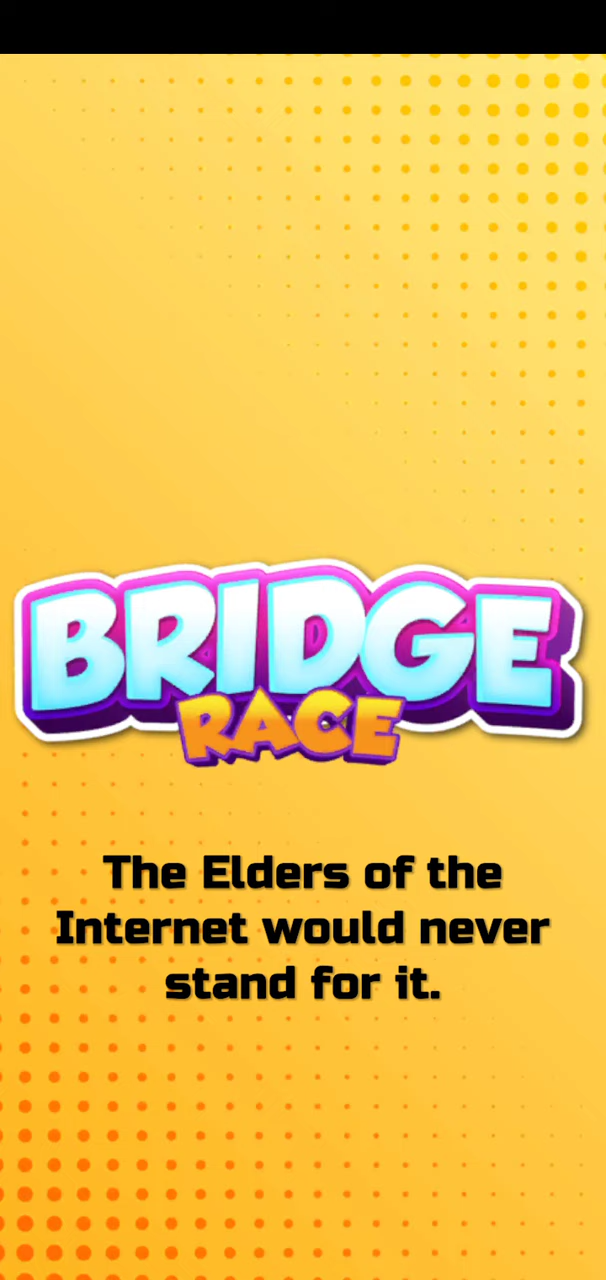 BRIDGE
RACE
The Elders of the
Internet would never
stand for it.